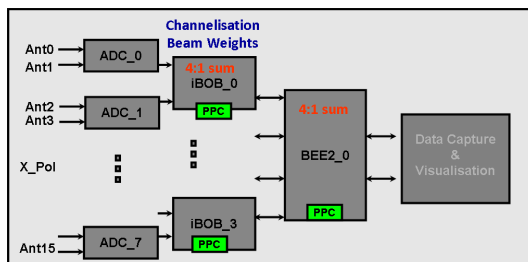 Channelisation
Beam Weights
Ant0
Ant1
ADC_0
4:1 sum
iBOB_0
PPC
Ant2
Ant3
ADC_1
4:1 sum
BEE2_0
PPC
Data Capture
&
Visualisation
X_Pol
Ant15
ADC_7
iBOB_3
PPC